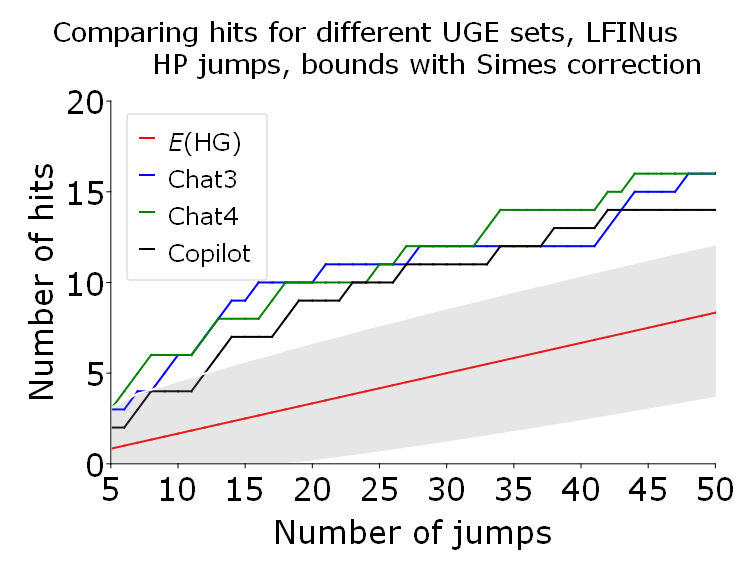 Comparing hits for different UGE sets, LFINus
HP jumps, bounds with Simes correction
Number of hits
20
15
10
5
0
E(HG)
Chat3
Chat4
Copilot
5 10 15 20 25 30 35 40 45 50
Number of jumps